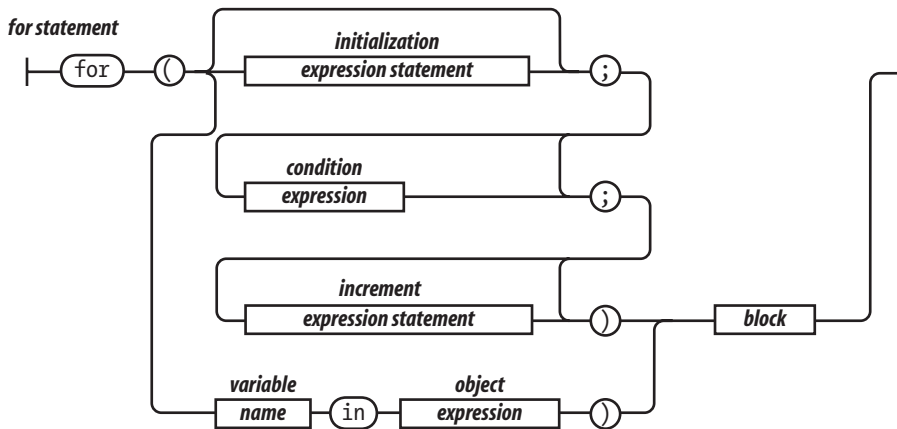 for statement
initialization
for ( expression statement ;
condition
expression ;
increment
expression statement ) block
variable object
name in expression )